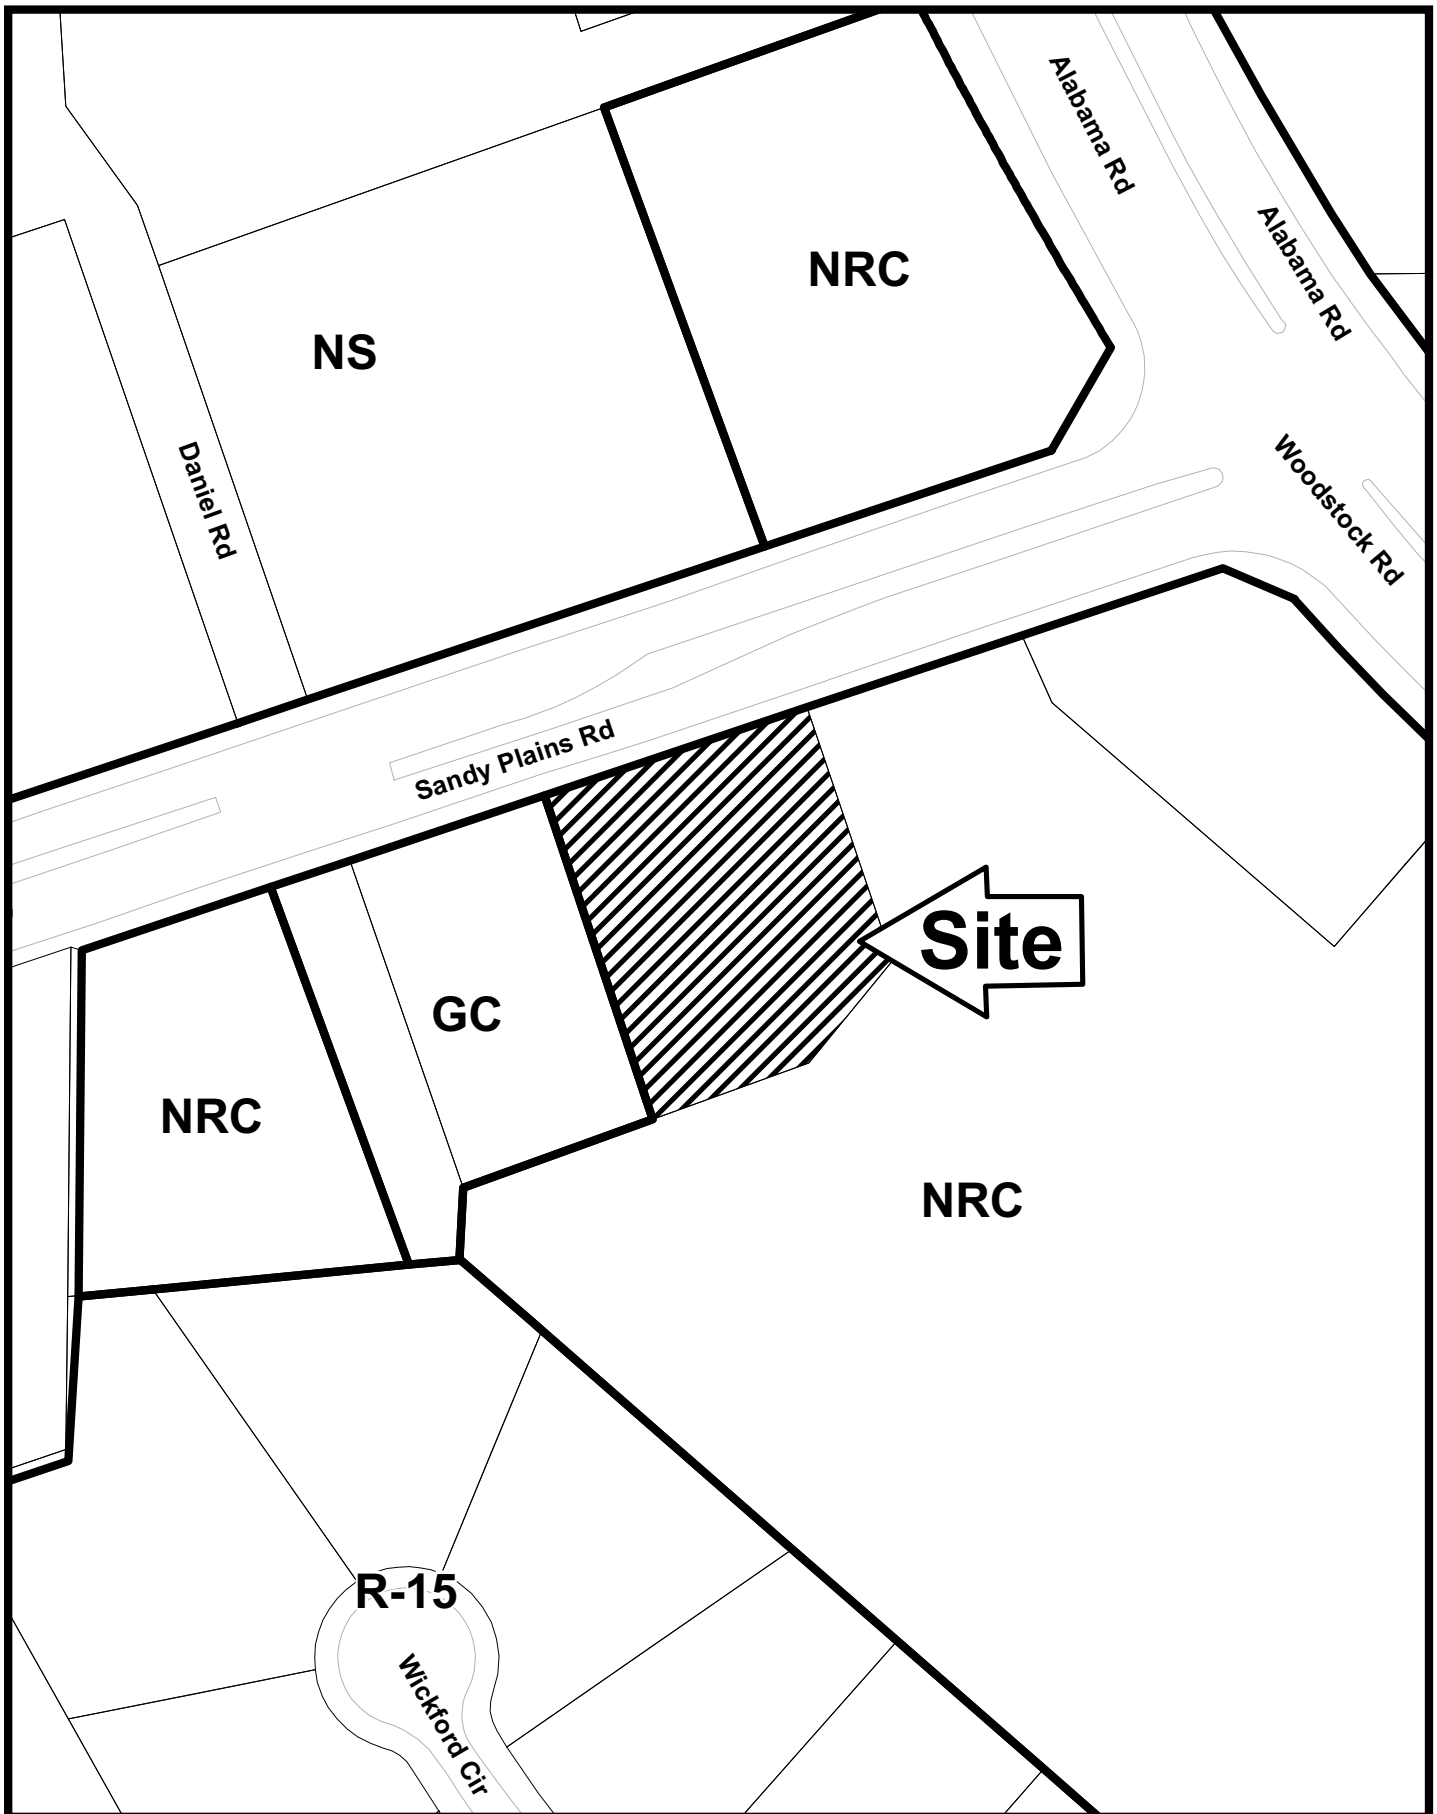 Alabama Rd
Alabama Rd
NRC
NS
Daniel Rd
Woodstock Rd
Sandy Plains Rd
Site
GC
NRC
NRC
R-15
Wickford Cir